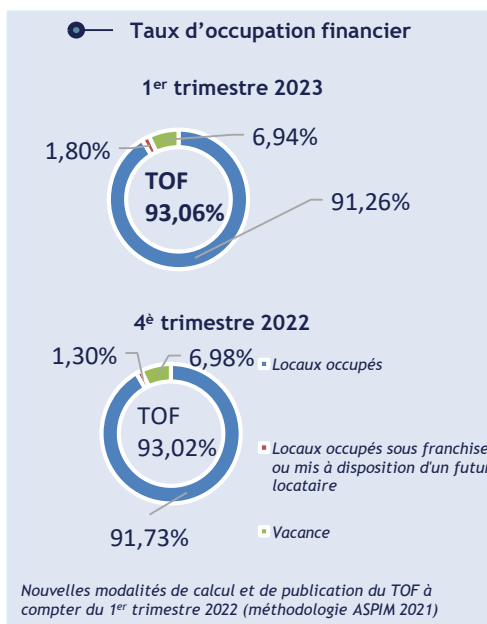 Taux d'occupation financier
1er trimestre 2023
1,80%
6,94%
TOF
93,06%
91,26%
4è trimestre 2022
1,30%
6,98%
Locaux occupés
TOF
93,02%
Locaux occupés sous franchise
ou mis à disposition d'un futur
locataire
91,73%
Vacance
Nouvelles modalités de calcul et de publication du TOF à
compter du 1er trimestre 2022 (méthodologie ASPIM 2021)